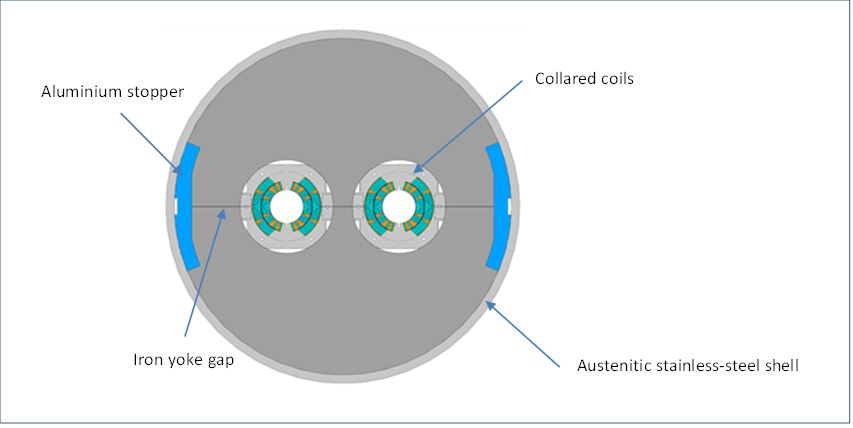 Collared coils
Aluminium stopper
Iron yoke gap
Austenitic stainless-steel shell